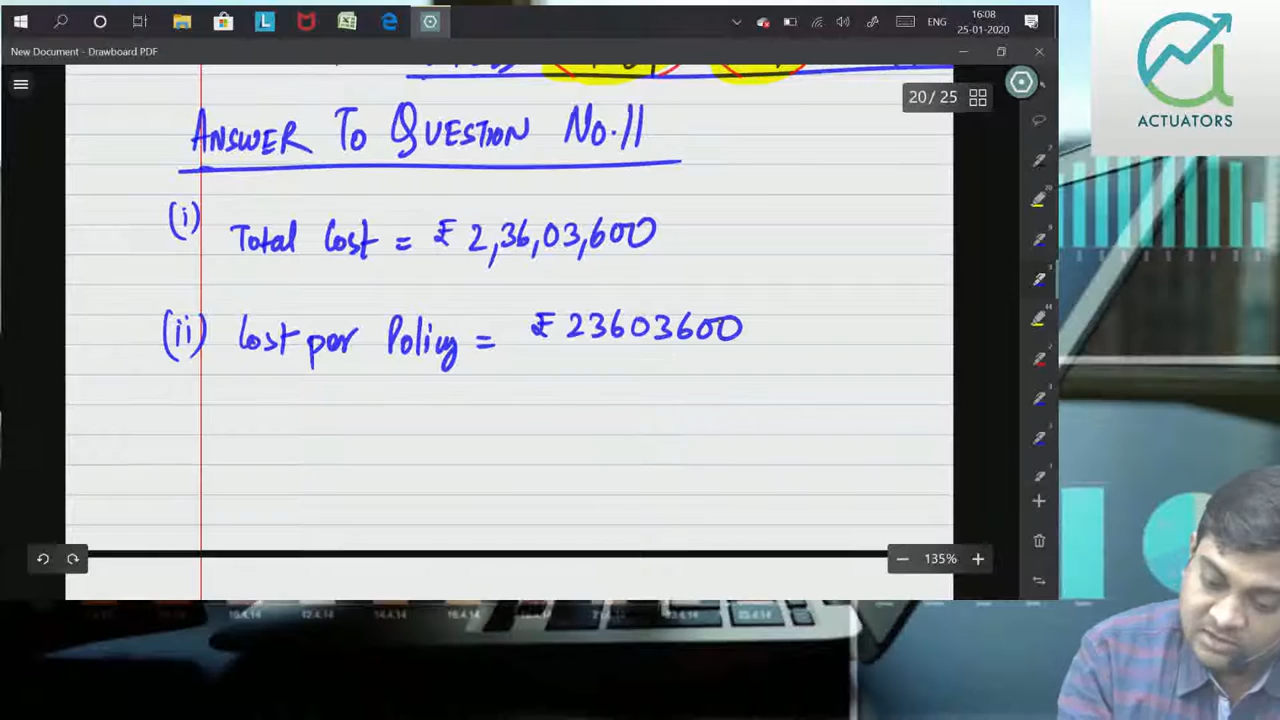 ENG
16:08
25-01-2020
New Document - Drawboard PDF
20 / 25
ACTUATORS
ANSWER TO QUESTION NO.11
(i) Total Cost = ₹ 2,36,03,600
(ii) Cost per Policy = ₹ 23603600
135%